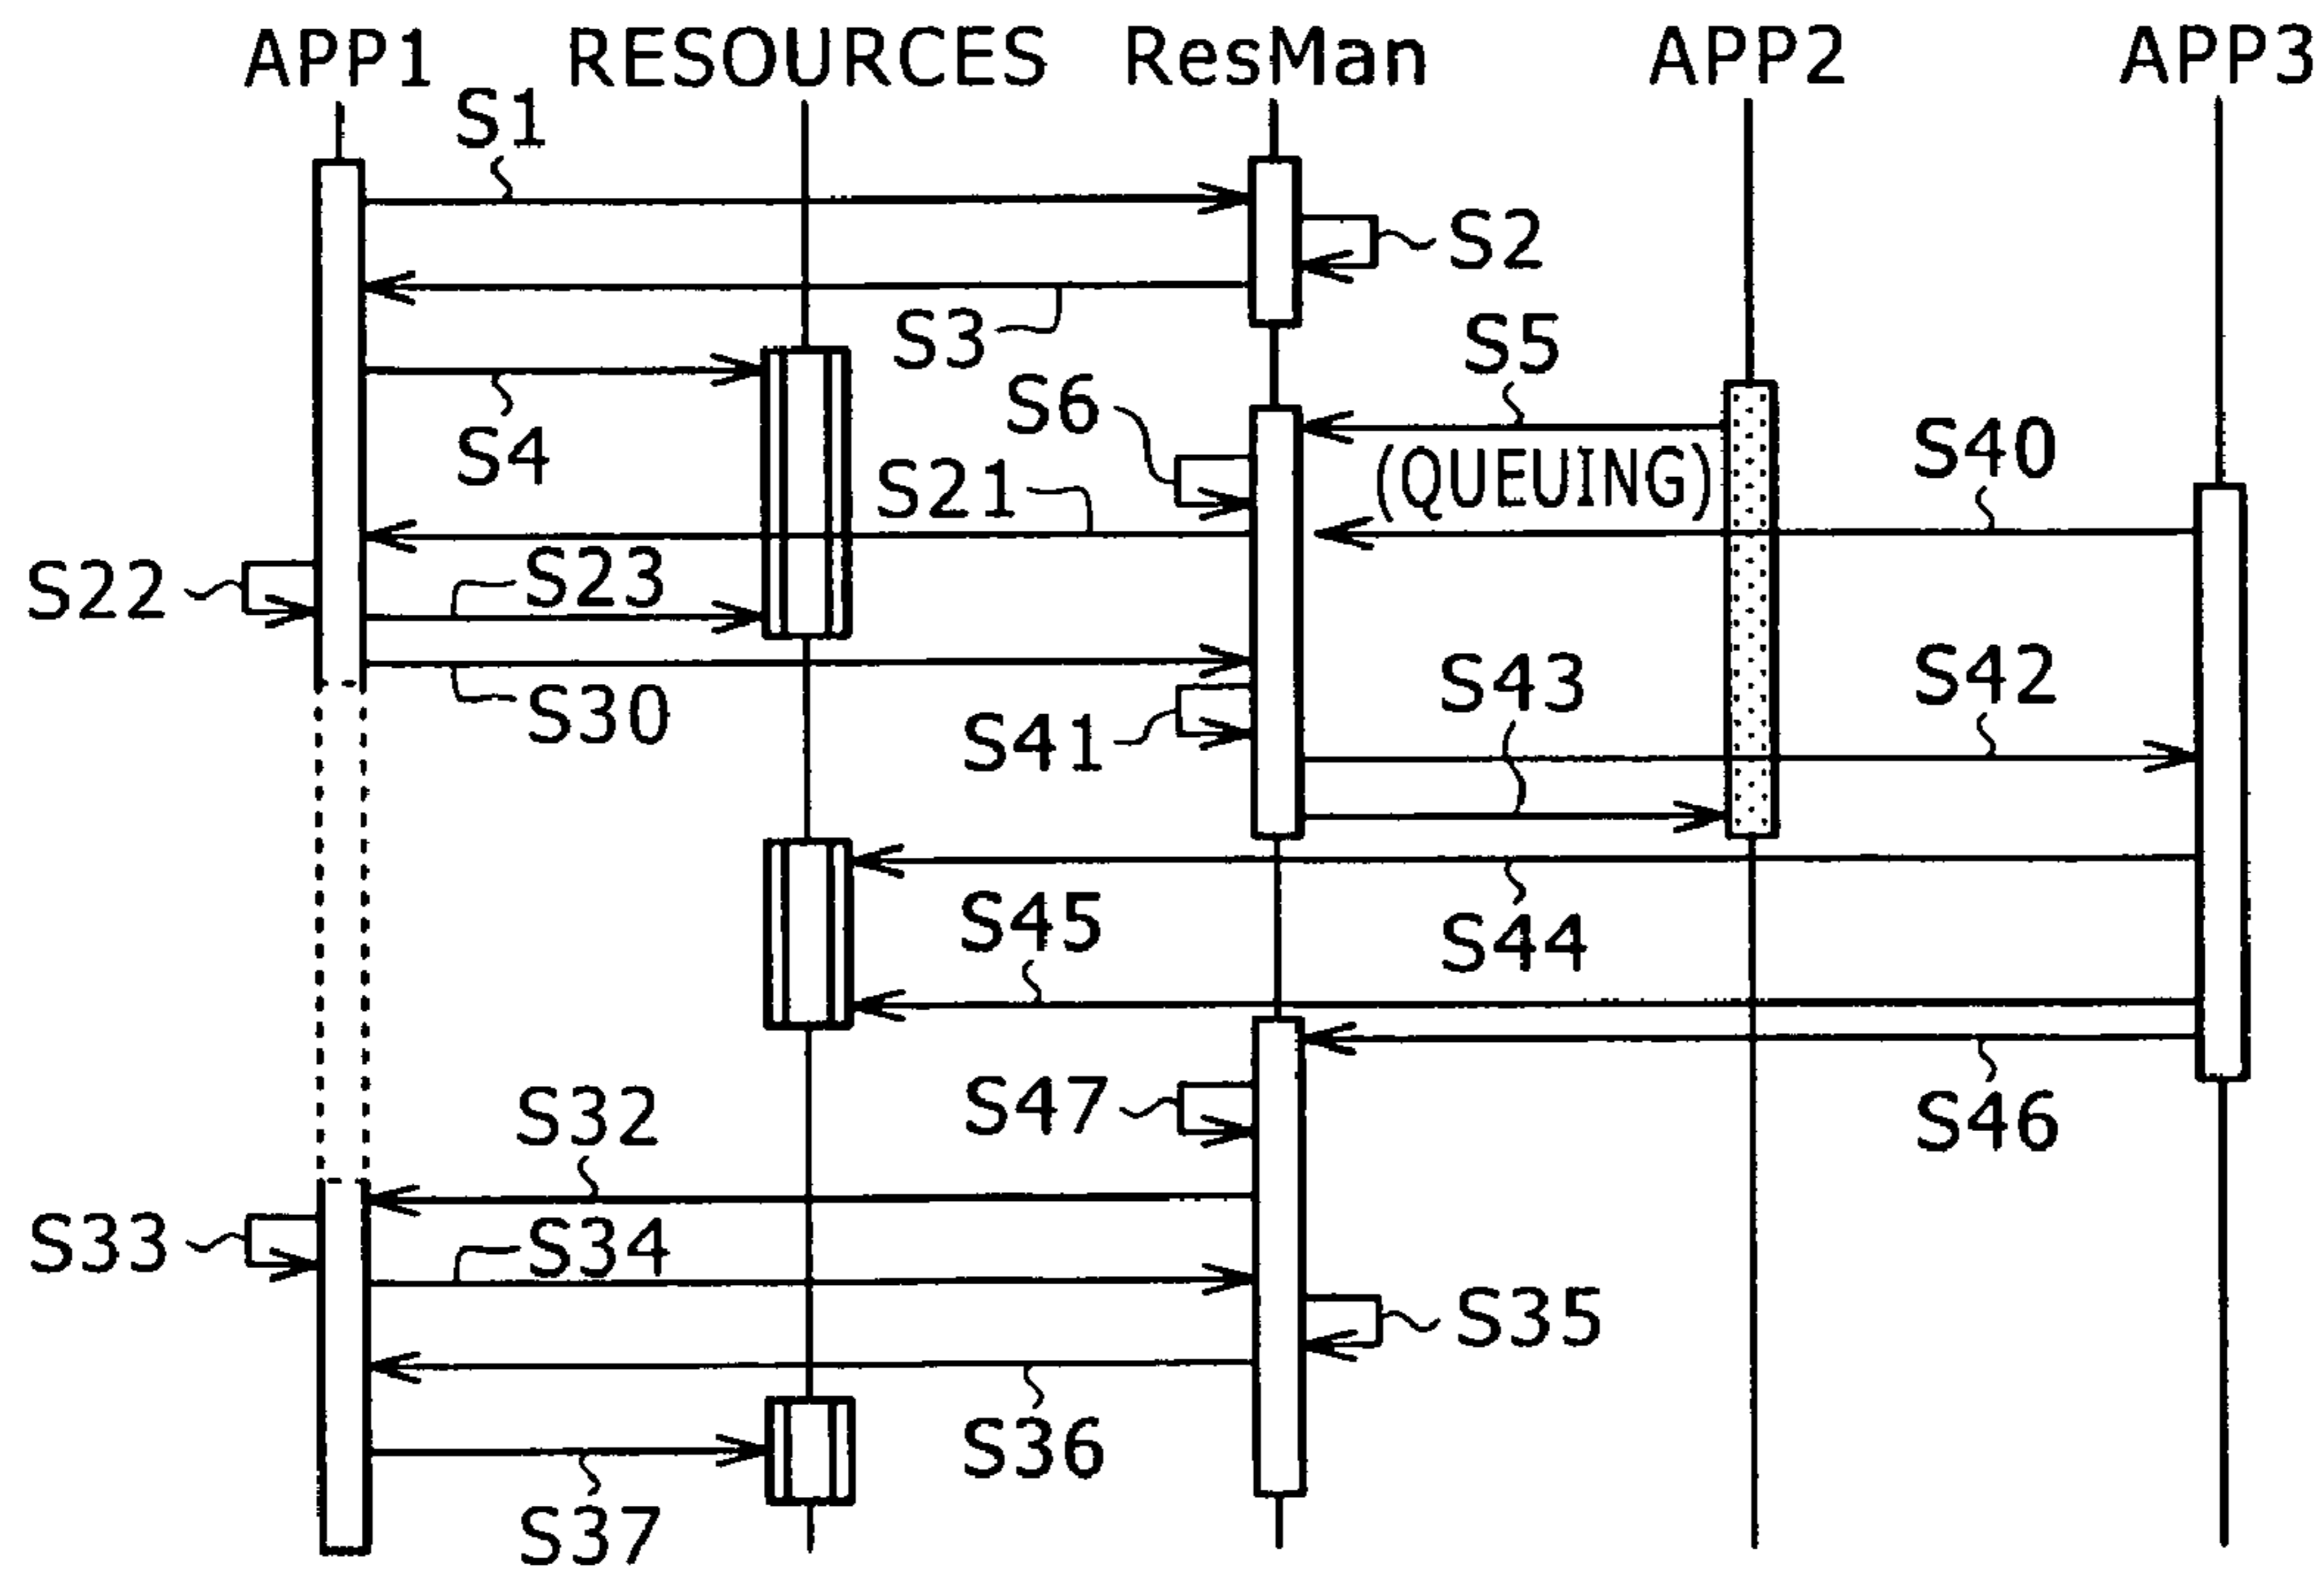 APP1 RESOURCES ResMan APP2 APP3
S1
S2
S3
S5
S6
S4
S40
S21
(QUEUING)
S23
S22
S43
S42
S30
S41
S45
S44
S47
S32
S46
S33
S34
S35
S36
S37